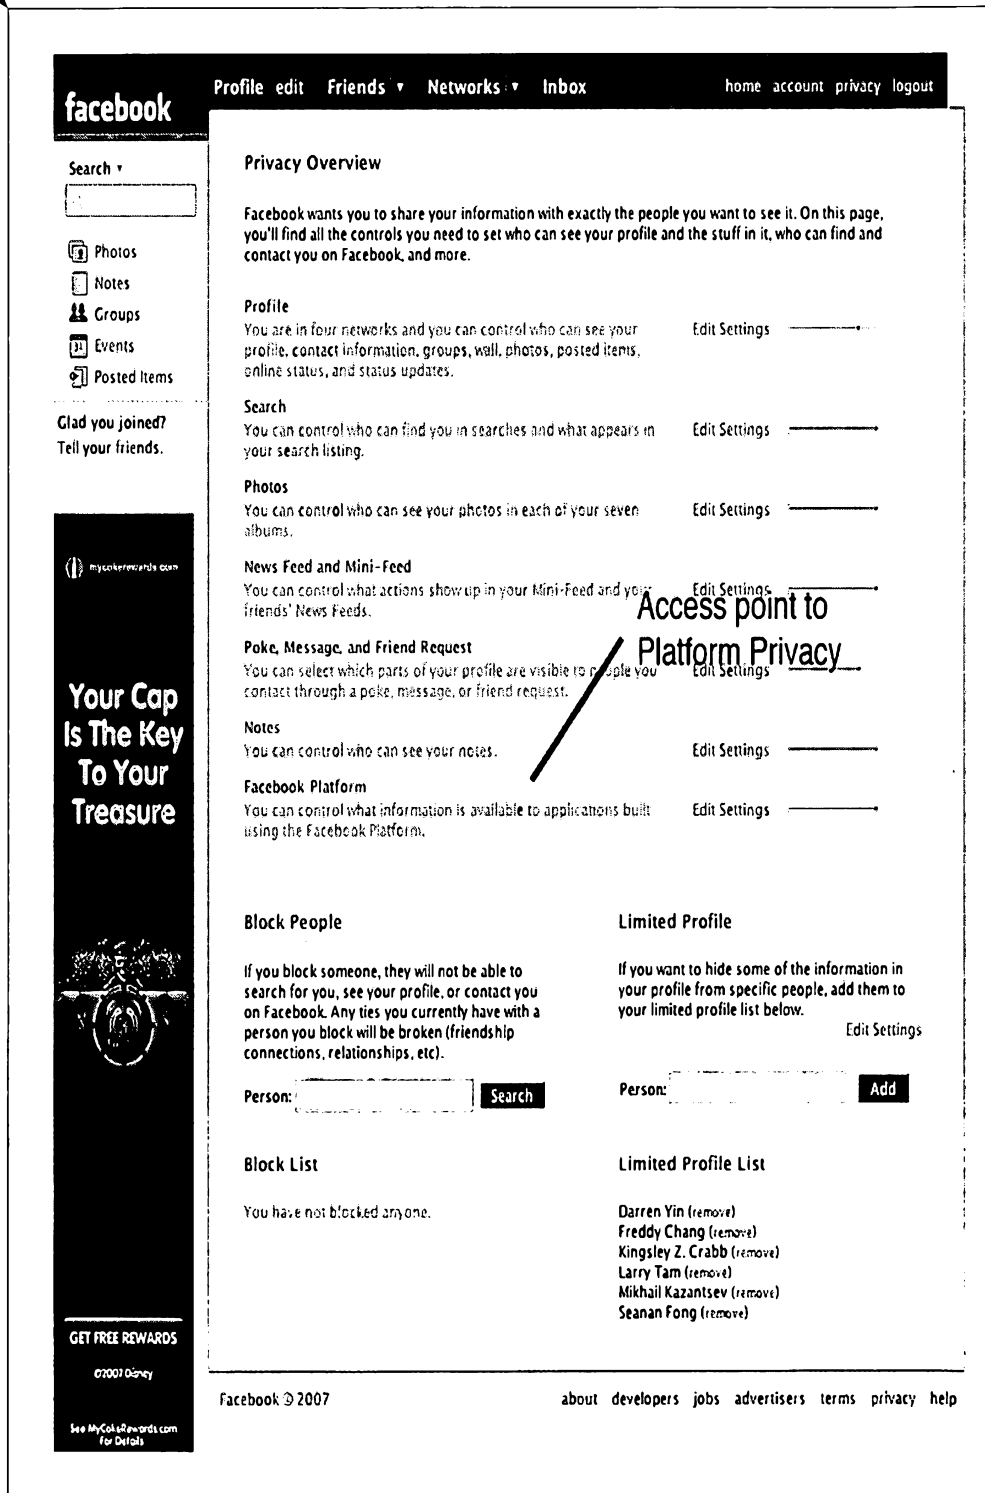 facebook
Profile edit Friends ▾ Networks ▾ Inbox
home account privacy logout
Search ▾
Photos
Notes
Groups
31 Events
Posted Items
Glad you joined?
Tell your friends.
mycokerewards.com
Your Cap
Is The Key
To Your
Treasure
GET FREE REWARDS
©2007 Disney
See MyCokeRewards.com
for Details
Privacy Overview
Facebook wants you to share your information with exactly the people you want to see it. On this page,
you'll find all the controls you need to set who can see your profile and the stuff in it, who can find and
contact you on Facebook, and more.
Profile
You are in four networks and you can control who can see your
profile, contact information, groups, wall, photos, posted items,
online status, and status updates.
Edit Settings
Search
You can control who can find you in searches and what appears in
your search listing.
Edit Settings
Photos
You can control who can see your photos in each of your seven
albums.
Edit Settings
News Feed and Mini-Feed
You can control what actions show up in your Mini-Feed and your
friends' News Feeds.
Edit Settings
Access point to
Platform Privacy
Poke, Message, and Friend Request
You can select which parts of your profile are visible to people you
contact through a poke, message, or friend request.
Edit Settings
Notes
You can control who can see your notes.
Edit Settings
Facebook Platform
You can control what information is available to applications built
using the Facebook Platform.
Edit Settings
Block People
If you block someone, they will not be able to
search for you, see your profile, or contact you
on Facebook. Any ties you currently have with a
person you block will be broken (friendship
connections, relationships, etc).
Person:
Search
Limited Profile
If you want to hide some of the information in
your profile from specific people, add them to
your limited profile list below.
Edit Settings
Person:
Add
Block List
You have not blocked anyone.
Limited Profile List
Darren Yin (remove)
Freddy Chang (remove)
Kingsley Z. Crabb (remove)
Larry Tam (remove)
Mikhail Kazantsev (remove)
Seanan Fong (remove)
Facebook © 2007
about developers jobs advertisers terms privacy help